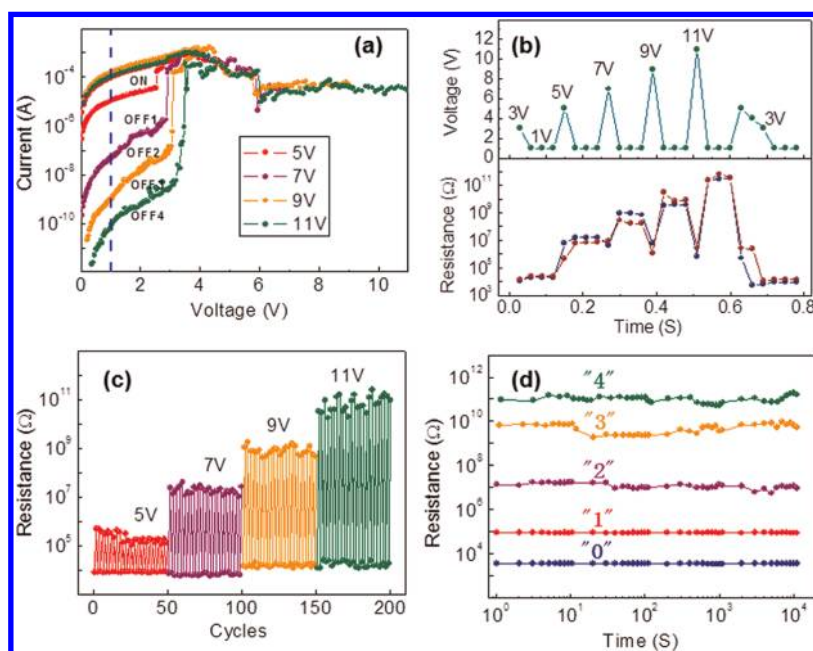 (a)
Current (A)
10⁻⁴
10⁻⁶
10⁻⁸
10⁻¹⁰
ON
OFF1
OFF2
OFF
OFF4
5V
7V
9V
11V
0 2 4 6 8 10
Voltage (V)
(b)
Voltage (V)
12
10
8
6
4
2
0
3V
1V
5V
7V
9V
11V
3V
Resistance (Ω)
10¹¹
10⁹
10⁷
10⁵
10³
0.0 0.2 0.4 0.6 0.8
Time (S)
(c)
Resistance (Ω)
10¹¹
10⁹
10⁷
10⁵
5V
7V
9V
11V
0 50 100 150 200
Cycles
(d)
Resistance (Ω)
10¹²
10¹⁰
10⁸
10⁶
10⁴
10²
"4"
"3"
"2"
"1"
"0"
10⁰ 10¹ 10² 10³ 10⁴
Time (S)